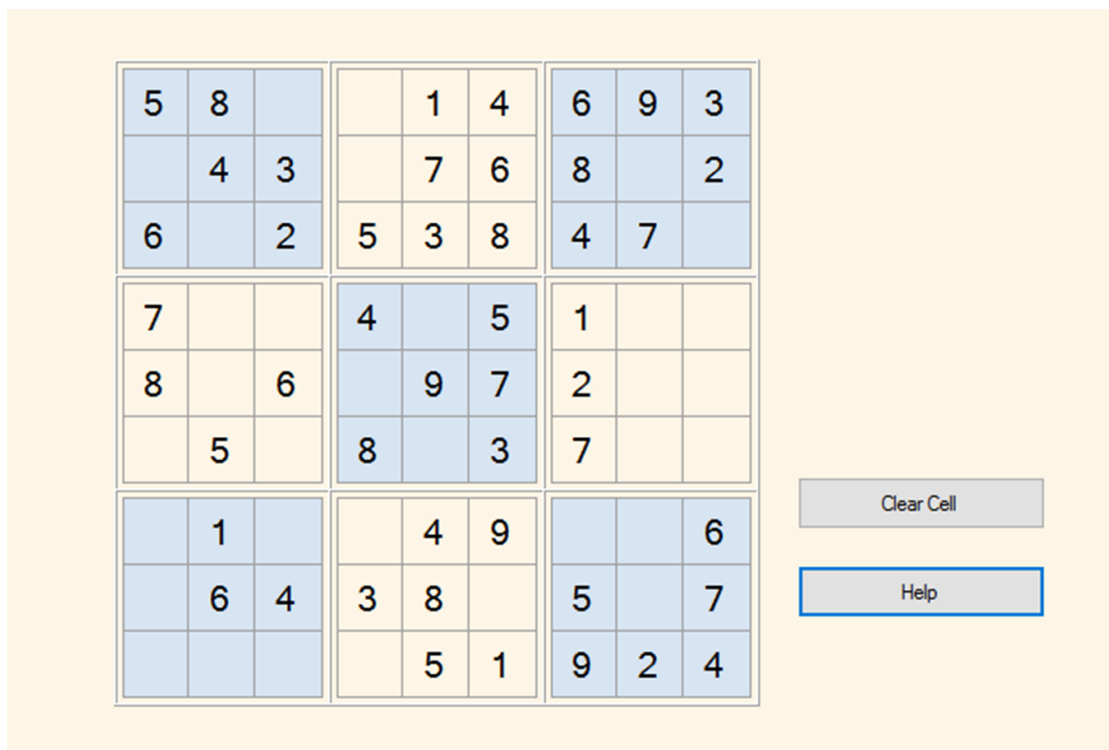 5 8 1 4 6 9 3
4 3 7 6 8 2
6 2 5 3 8 4 7
7 4 5 1
8 6 9 7 2
5 8 3 7
1 4 9 6
6 4 3 8 5 7
5 1 9 2 4
Clear Cell
Help